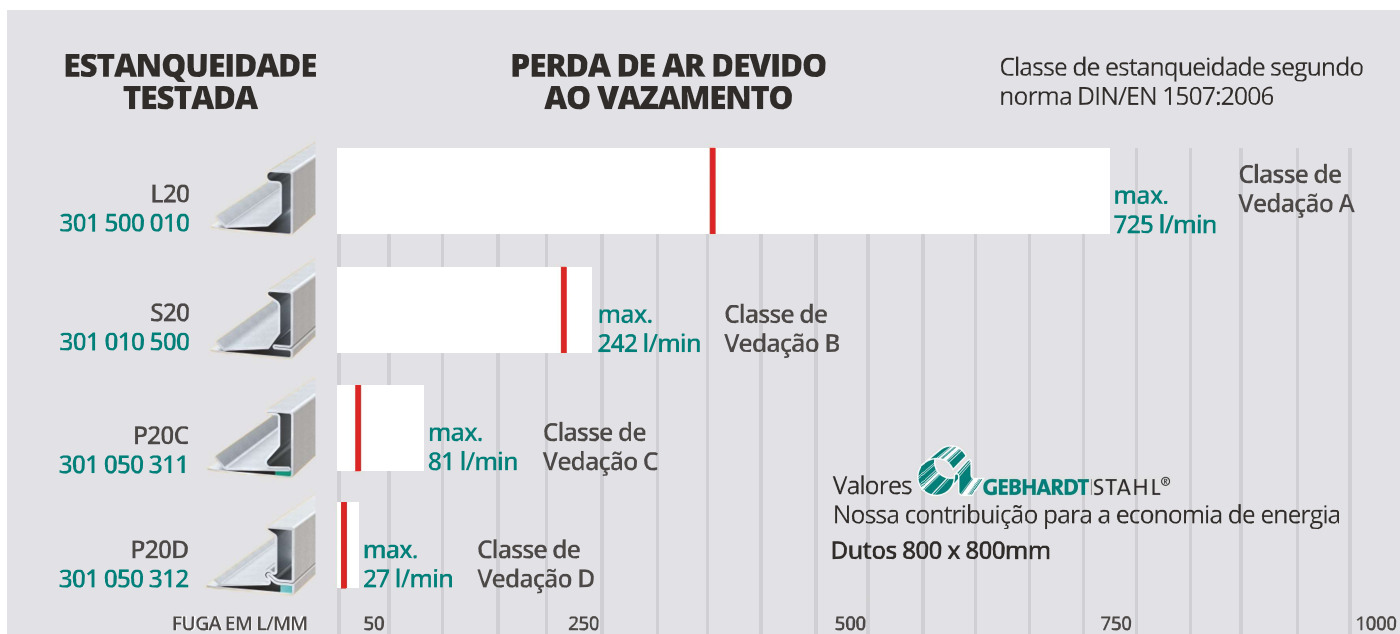 ESTANQUEIDADE
TESTADA
PERDA DE AR DEVIDO
AO VAZAMENTO
Classe de estanqueidade segundo
norma DIN/EN 1507:2006
L20
301 500 010
max.
725 l/min
Classe de
Vedação A
S20
301 010 500
max.
242 l/min
Classe de
Vedação B
P20C
301 050 311
max.
81 l/min
Classe de
Vedação C
Valores GEBHARDT STAHL®
Nossa contribuição para a economia de energia
Dutos 800 x 800mm
P20D
301 050 312
max.
27 l/min
Classe de
Vedação D
FUGA EM L/MM 50 250 500 750 1000